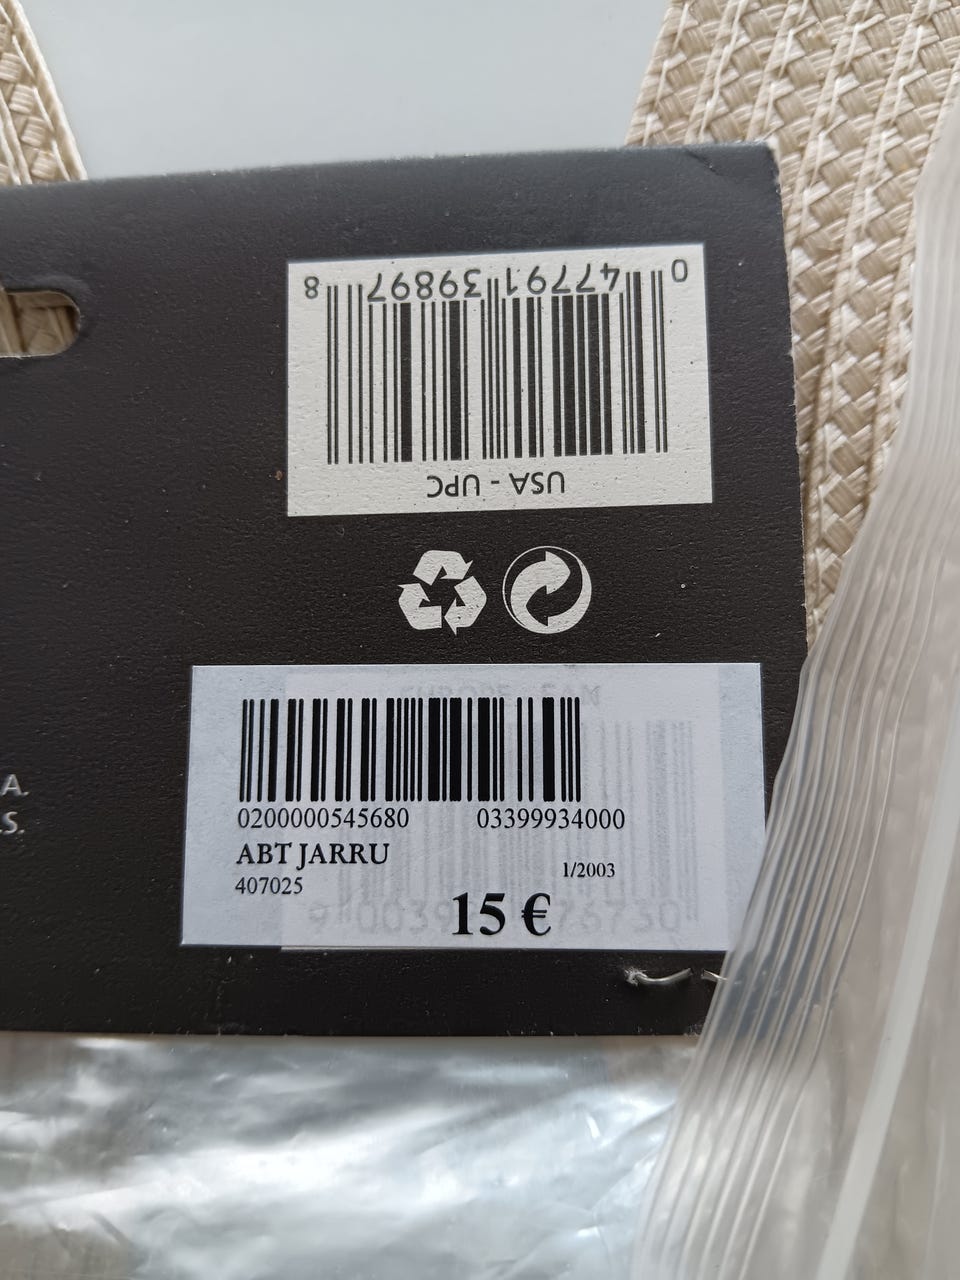 USA - UPC
0 47791 39897 8
A.
S.
0200000545680 03399934000
ABT JARRU
407025 1/2003
15 €